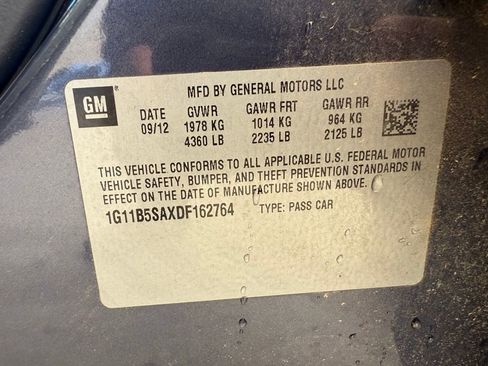 GM
MFD BY GENERAL MOTORS LLC
DATE GVWR GAWR FRT GAWR RR
09/12 1978 KG 1014 KG 964 KG
4360 LB 2235 LB 2125 LB
THIS VEHICLE CONFORMS TO ALL APPLICABLE U.S. FEDERAL MOTOR
VEHICLE SAFETY, BUMPER, AND THEFT PREVENTION STANDARDS IN
EFFECT ON THE DATE OF MANUFACTURE SHOWN ABOVE.
1G11B5SAXDF162764 TYPE: PASS CAR